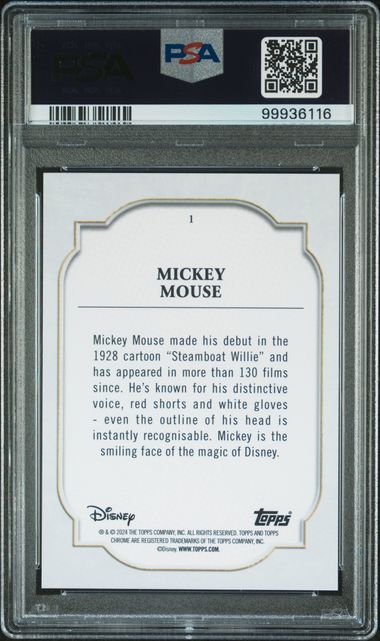 PSA
PSA
99936116
1
MICKEY
MOUSE
Mickey Mouse made his debut in the
1928 cartoon “Steamboat Willie” and
has appeared in more than 130 films
since. He’s known for his distinctive
voice, red shorts and white gloves
- even the outline of his head is
instantly recognisable. Mickey is the
smiling face of the magic of Disney.
Disney
Topps
® & © 2024 THE TOPPS COMPANY, INC. ALL RIGHTS RESERVED. TOPPS AND TOPPS
CHROME ARE REGISTERED TRADEMARKS OF THE TOPPS COMPANY, INC.
©Disney. WWW.TOPPS.COM.